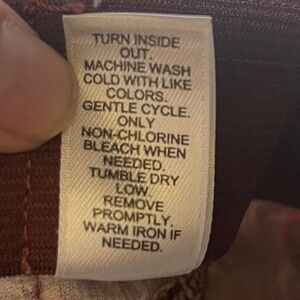 TURN INSIDE
OUT.
MACHINE WASH
COLD WITH LIKE
COLORS.
GENTLE CYCLE.
ONLY
NON-CHLORINE
BLEACH WHEN
NEEDED.
TUMBLE DRY
LOW.
REMOVE
PROMPTLY.
WARM IRON IF
NEEDED.